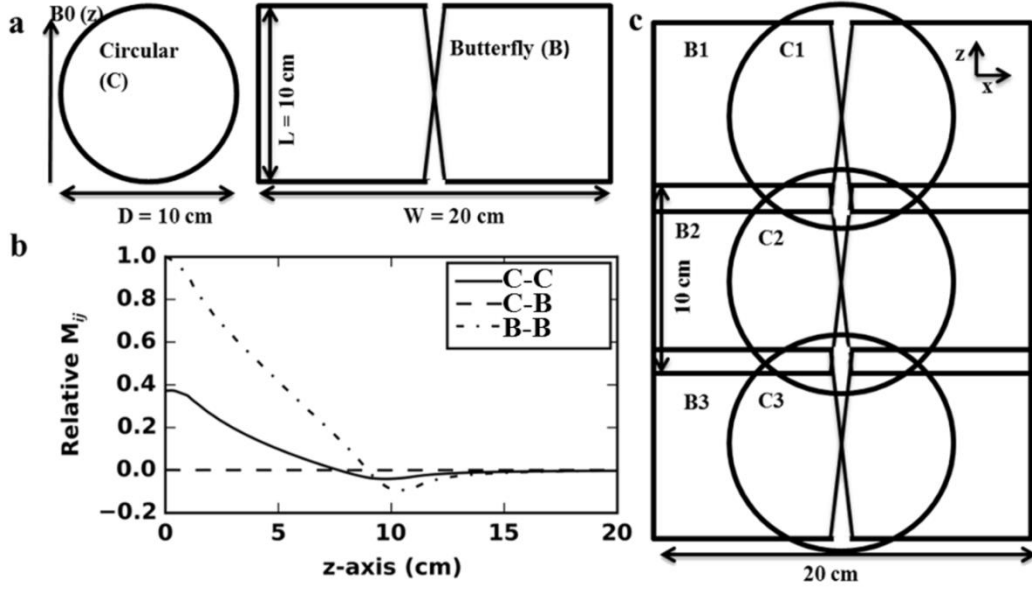 a
B0 (z)
Circular
(C)
D = 10 cm
L = 10 cm
Butterfly (B)
W = 20 cm
b
Relative Mij
1.0
0.8
0.6
0.4
0.2
0.0
−0.2
0
5
10
15
20
z-axis (cm)
C-C
C-B
B-B
c
B1
C1
z
x
B2
C2
10 cm
B3
C3
20 cm